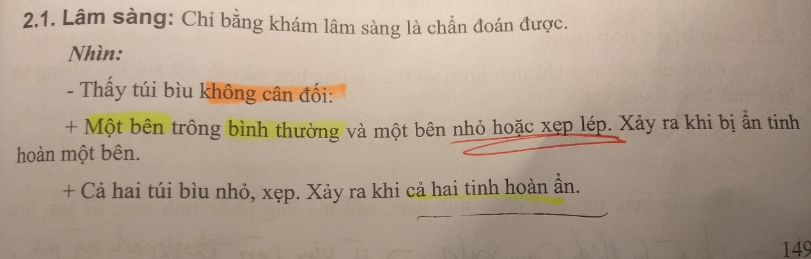 2.1. Lâm sàng: Chỉ bằng khám lâm sàng là chẩn đoán được.
Nhìn:
- Thấy túi bìu không cân đối:
+ Một bên trông bình thường và một bên nhỏ hoặc xẹp lép. Xảy ra khi bị ẩn tinh
hoàn một bên.
+ Cả hai túi bìu nhỏ, xẹp. Xảy ra khi cả hai tinh hoàn ẩn.
149